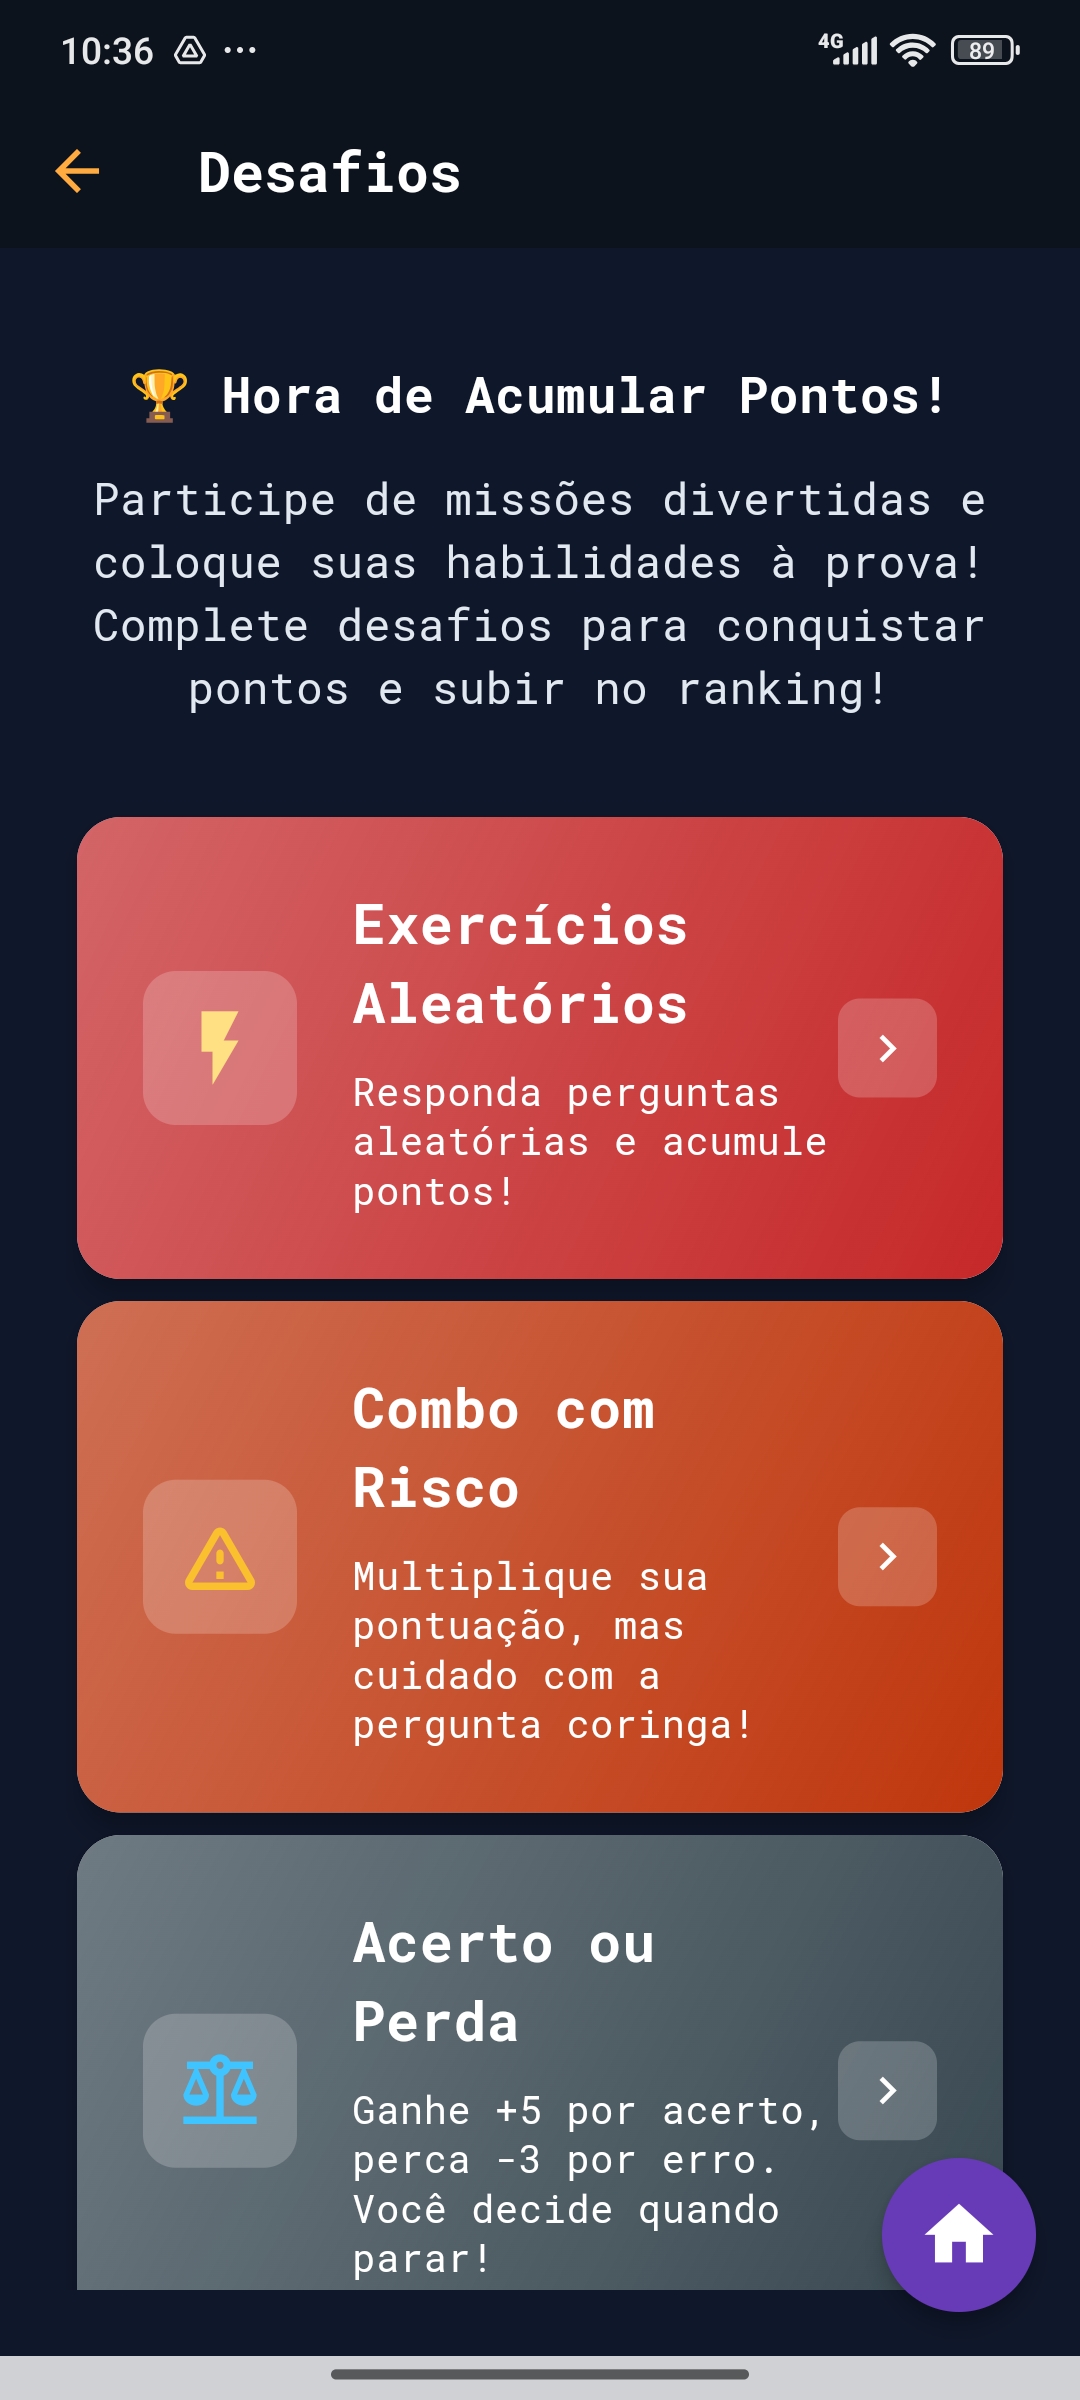 10:36
4G
89
Desafios
🏆 Hora de Acumular Pontos!
Participe de missões divertidas e
coloque suas habilidades à prova!
Complete desafios para conquistar
pontos e subir no ranking!
Exercícios
Aleatórios
Responda perguntas
aleatórias e acumule
pontos!
Combo com
Risco
Multiplique sua
pontuação, mas
cuidado com a
pergunta coringa!
Acerto ou
Perda
Ganhe +5 por acerto,
perca -3 por erro.
Você decide quando
parar!